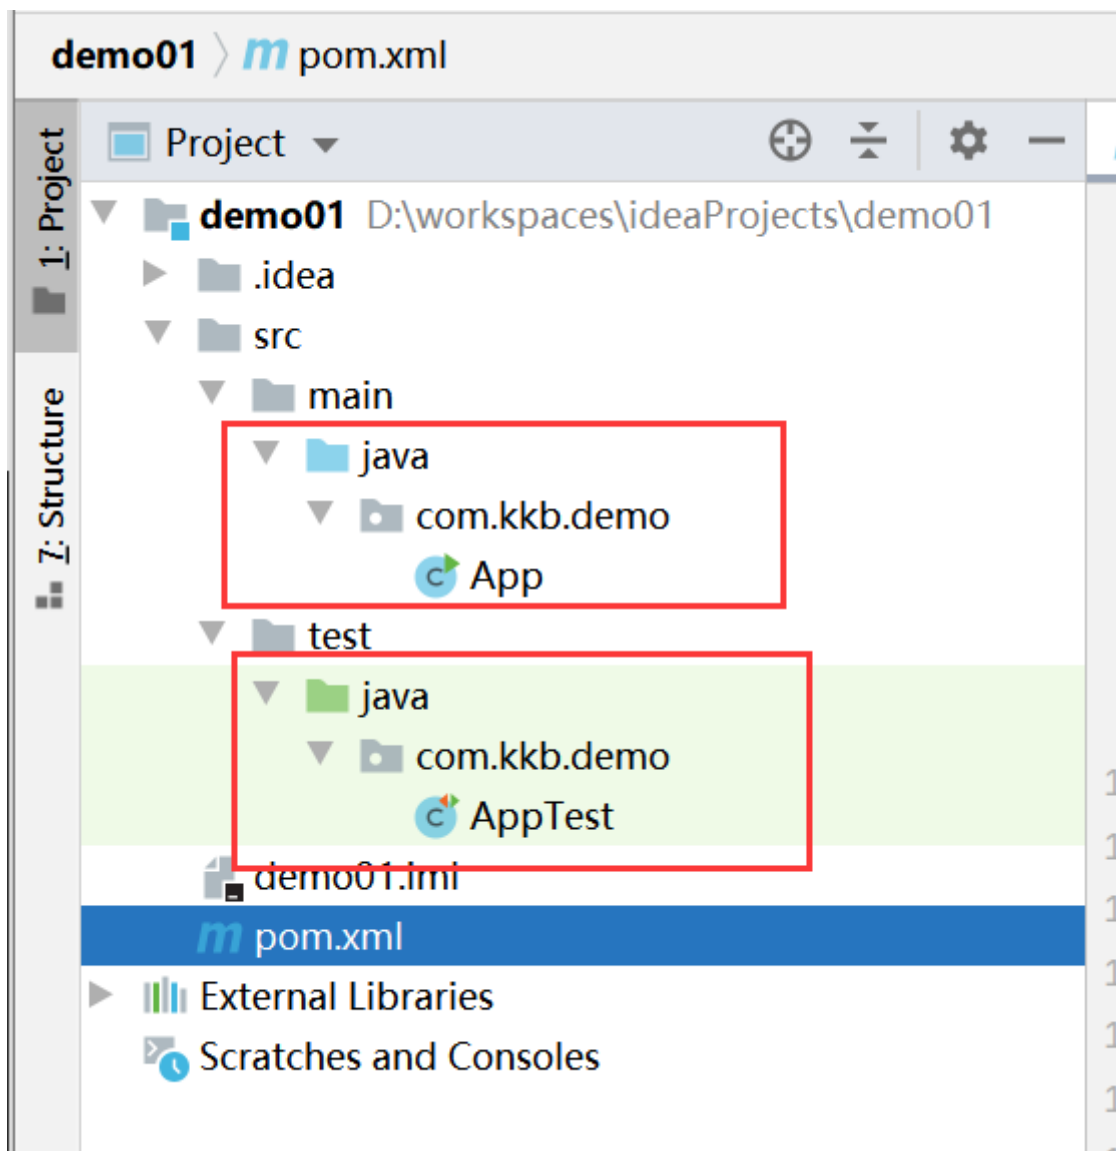 demo01 pom.xml
1: Project
7: Structure
Project
demo01 D:\workspaces\ideaProjects\demo01
.idea
src
main
java
com.kkb.demo
App
test
java
com.kkb.demo
AppTest
demo01.iml
pom.xml
External Libraries
Scratches and Consoles